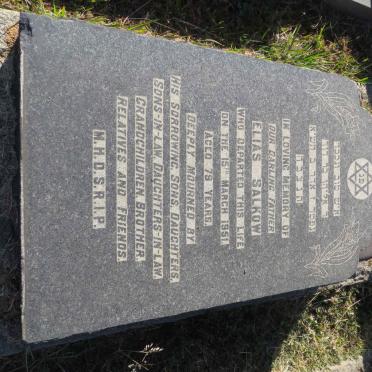 IN LOVING MEMORY OF
OUR DARLING FATHER
ELIAS SALKOW
WHO DEPARTED THIS LIFE
ON THE 15TH MARCH 1951
AGED 75 YEARS.
DEEPLY MOURNED BY
HIS SORROWING SONS, DAUGHTERS,
SONS-IN-LAW, DAUGHTERS-IN-LAW,
GRANDCHILDREN, BROTHER,
RELATIVES AND FRIENDS.
M.H.D.S.R.I.P.